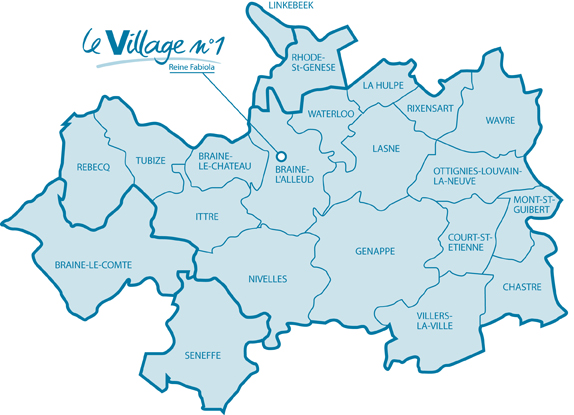 LINKEBEEK
le Village n°1
Reine Fabiola
RHODE-
St-GENESE
LA HULPE
WATERLOO
RIXENSART
WAVRE
REBECQ
TUBIZE
BRAINE-
LE-CHATEAU
BRAINE-
L'ALLEUD
LASNE
OTTIGNIES-LOUVAIN-
LA-NEUVE
MONT-ST-
GUIBERT
ITTRE
COURT-ST-
ETIENNE
GENAPPE
BRAINE-LE-COMTE
NIVELLES
CHASTRE
VILLERS-
LA-VILLE
SENEFFE